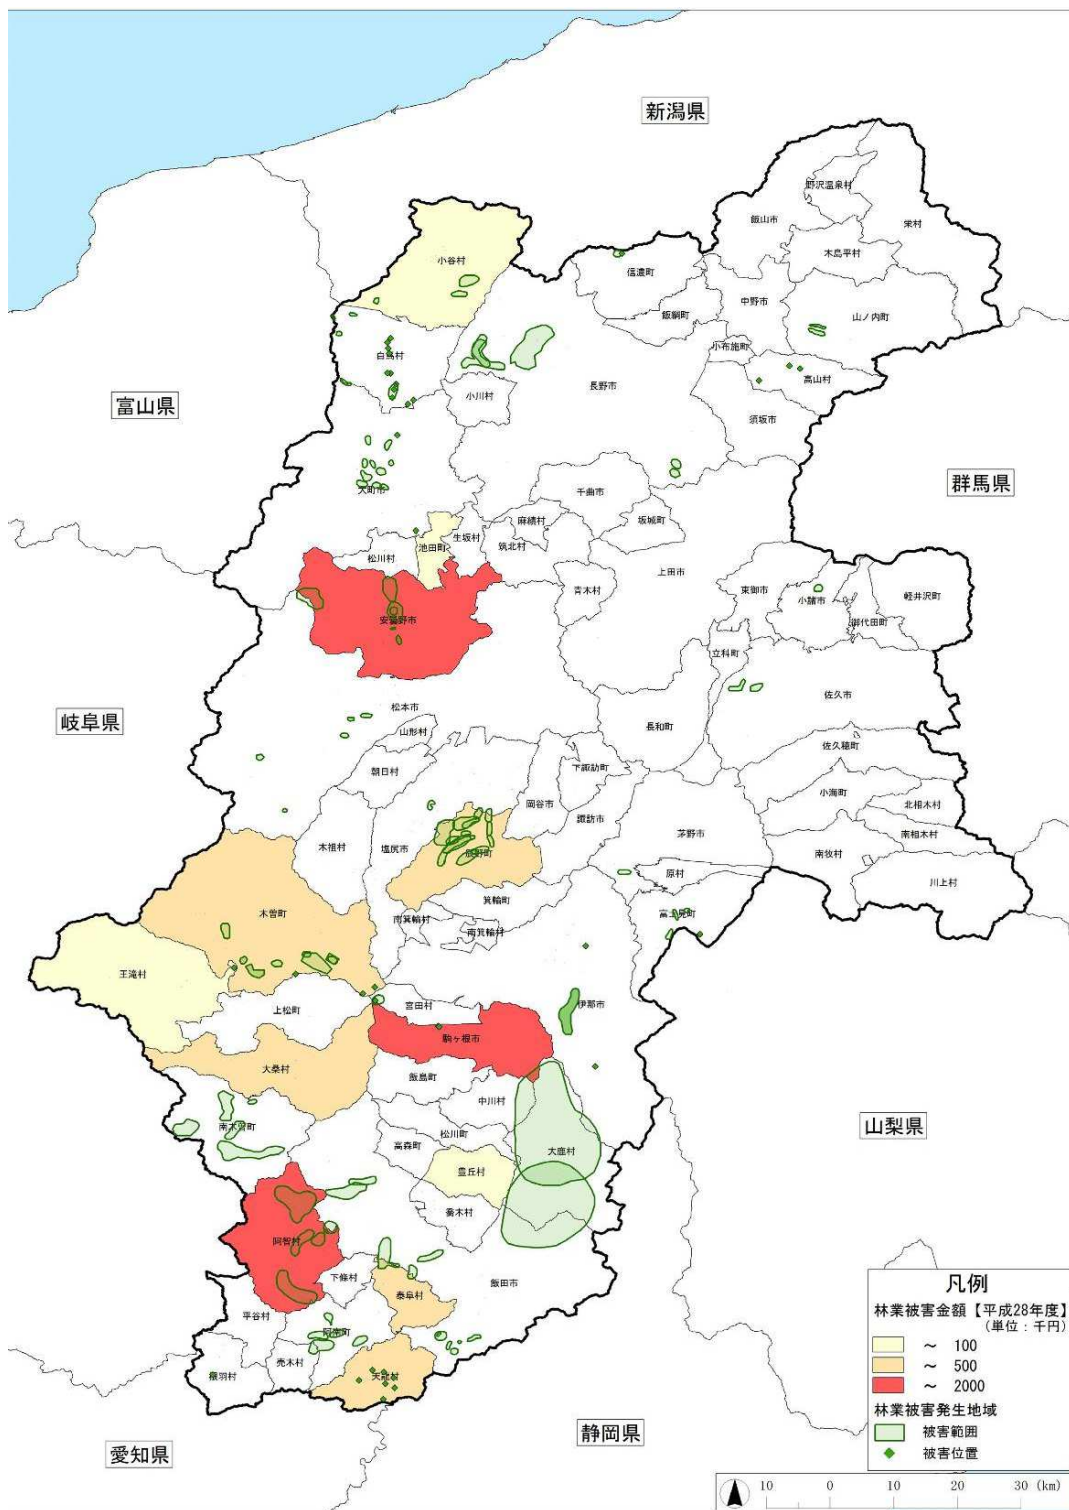 新潟県
野沢温泉村
飯山市
栄村
木島平村
小谷村
信濃町
中野市
飯綱町
山ノ内町
小布施町
白馬村
高山村
長野市
小川村
富山県
須坂市
群馬県
大町市
千曲市
麻績村
坂城町
生坂村
池田町
筑北村
松川村
上田市
青木村
東御市
小諸市
軽井沢町
御代田町
安曇野市
立科町
佐久市
岐阜県
松本市
山形村
長和町
佐久穂町
朝日村
下諏訪町
小海町
岡谷市
北相木村
諏訪市
茅野市
南相木村
木祖村
塩尻市
辰野町
南牧村
原村
川上村
箕輪町
木曽町
南箕輪村
富士見町
南箕輪村
王滝村
伊那市
宮田村
上松町
駒ヶ根市
大桑村
飯島町
中川村
山梨県
南木曽町
松川町
高森町
大鹿村
豊丘村
喬木村
阿智村
下條村
飯田市
泰阜村
平谷村
阿南町
売木村
根羽村
天龍村
静岡県
愛知県
凡例
林業被害金額【平成28年度】
(単位：千円)
～ 100
～ 500
～ 2000
林業被害発生地域
被害範囲
被害位置
10 0 10 20 30 (km)